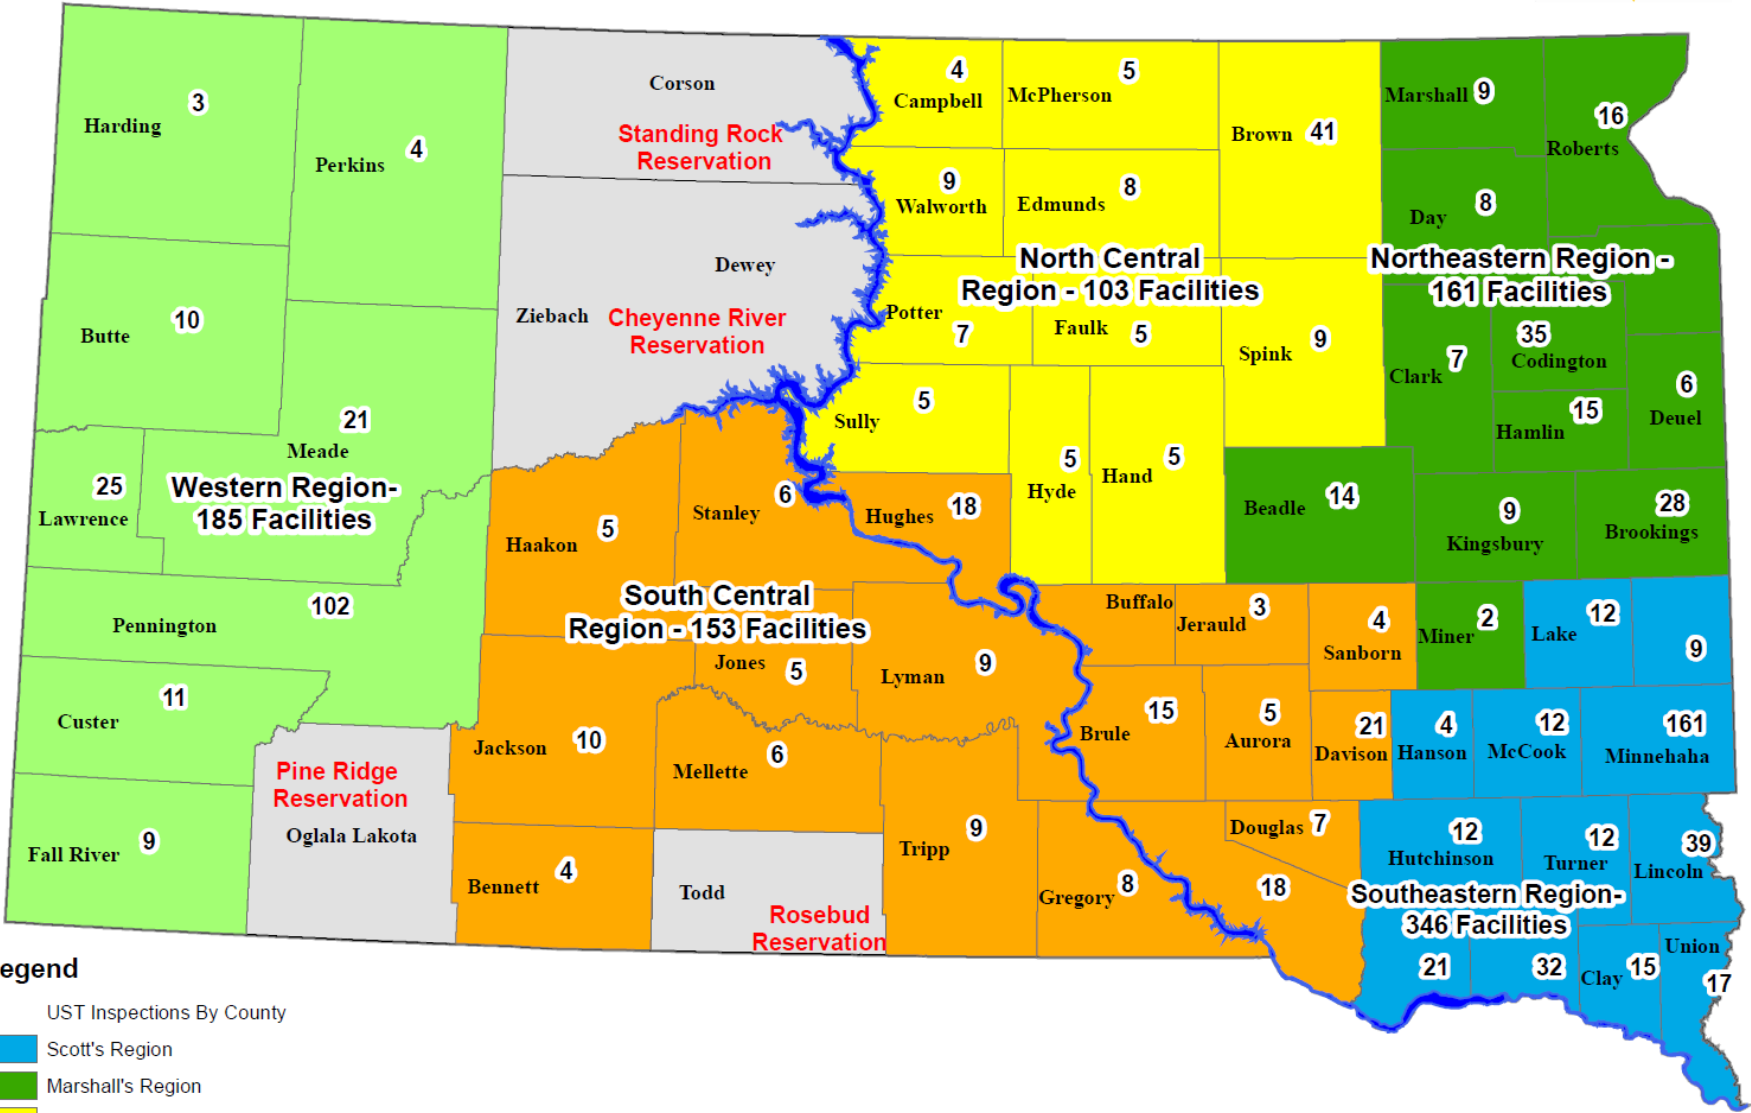 3
Harding
4
Perkins
Corson
Standing Rock
Reservation
4
Campbell
5
McPherson
Brown 41
Marshall 9
16
Roberts
9
Walworth
8
Edmunds
Day 8
Dewey
Ziebach
Cheyenne River
Reservation
North Central
Region - 103 Facilities
Northeastern Region -
161 Facilities
10
Butte
Potter
7
Faulk 5
Spink 9
Clark 7
35
Codington
6
Deuel
15
Hamlin
21
Meade
Sully 5
5
Hyde
5
Hand
25
Lawrence
Western Region-
185 Facilities
Haakon 5
Stanley 6
Hughes 18
Beadle 14
9
Kingsbury
28
Brookings
102
Pennington
South Central
Region - 153 Facilities
Buffalo
Jerauld 3
4
Sanborn
Miner 2
Lake 12
9
11
Custer
Jones 5
Lyman 9
Jackson 10
6
Mellette
Brule 15
5
Aurora
21
Davison
4
Hanson
12
McCook
161
Minnehaha
Pine Ridge
Reservation
Oglala Lakota
9
Fall River
4
Bennett
Todd
Rosebud
Reservation
9
Tripp
8
Gregory
Douglas 7
18
12
Hutchinson
12
Turner
39
Lincoln
Southeastern Region-
346 Facilities
21
32
Clay 15
Union
17
egend
UST Inspections By County
Scott's Region
Marshall's Region